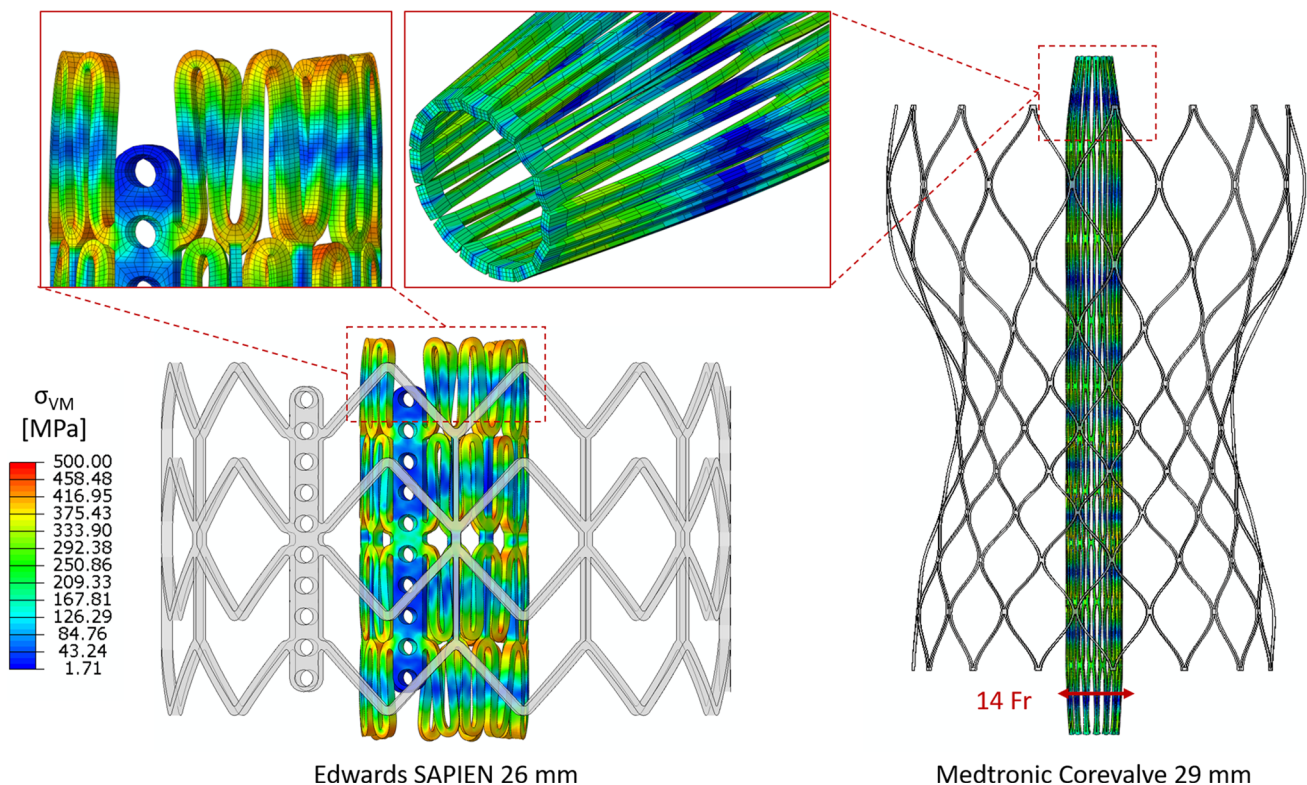 σVM
[MPa]
500.00
458.48
416.95
375.43
333.90
292.38
250.86
209.33
167.81
126.29
84.76
43.24
1.71
14 Fr
Edwards SAPIEN 26 mm
Medtronic Corevalve 29 mm